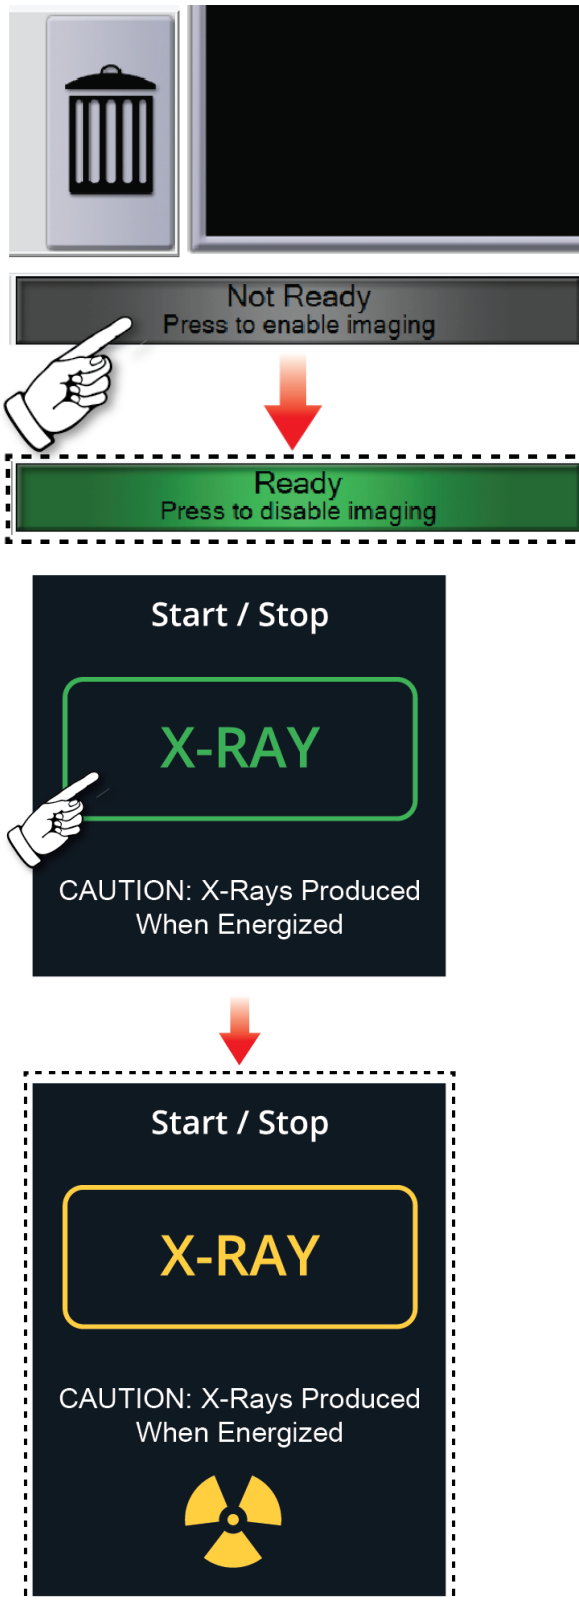 Not Ready
Press to enable imaging
Ready
Press to disable imaging
Start / Stop
X-RAY
CAUTION: X-Rays Produced
When Energized
Start / Stop
X-RAY
CAUTION: X-Rays Produced
When Energized